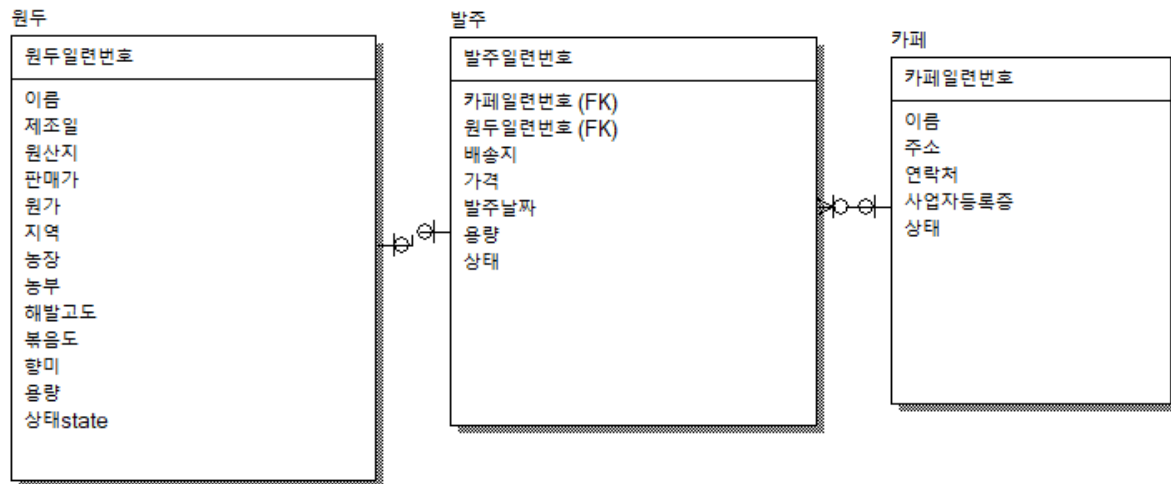 원두
원두일련번호
이름
제조일
원산지
판매가
원가
지역
농장
농부
해발고도
볶음도
향미
용량
상태state
발주
발주일련번호
카페일련번호 (FK)
원두일련번호 (FK)
배송지
가격
발주날짜
용량
상태
카페
카페일련번호
이름
주소
연락처
사업자등록증
상태